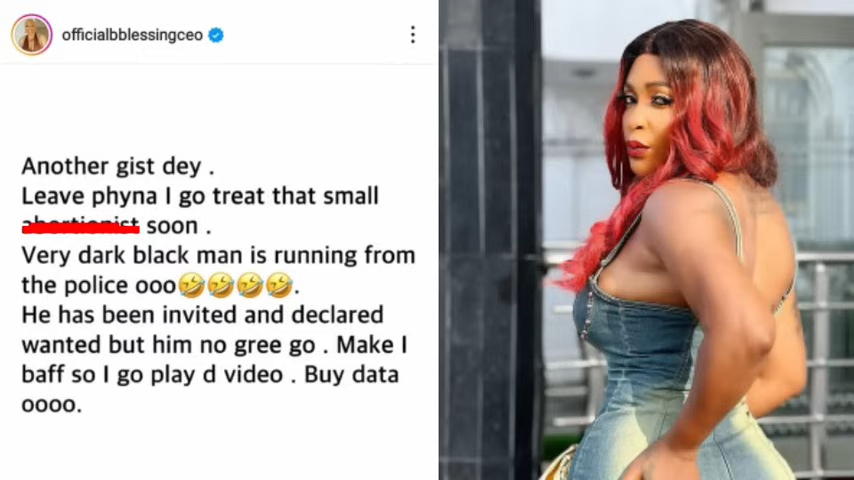 officialbblessingceo
Another gist dey .
Leave phyna I go treat that small
soon .
Very dark black man is running from
the police ooo🤣🤣🤣🤣.
He has been invited and declared
wanted but him no gree go . Make I
baff so I go play d video . Buy data
oooo.